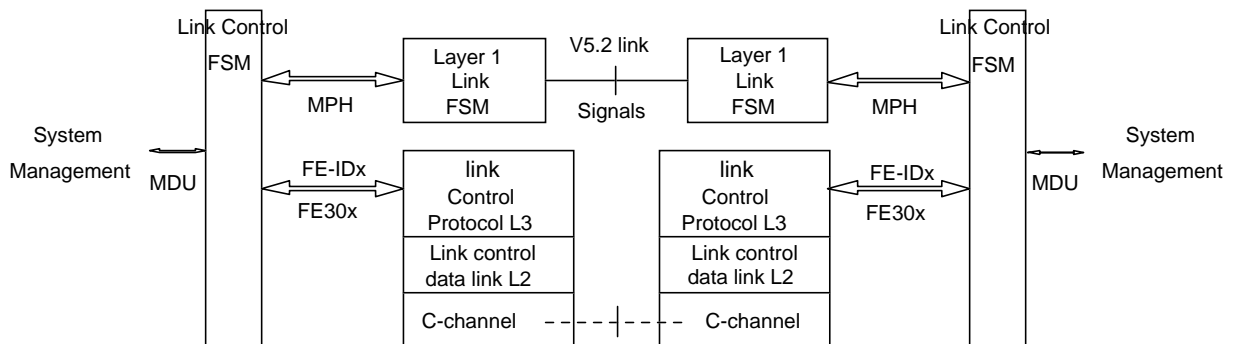 Link Control
FSM
MPH
System
Management
MDU
FE-IDx
FE30x
Layer 1
Link
FSM
V5.2 link
Signals
Layer 1
Link
FSM
link
Control
Protocol L3
Link control
data link L2
C-channel
link
Control
Protocol L3
Link control
data link L2
C-channel
MPH
FE-IDx
FE30x
Link Control
FSM
MDU
System
Management